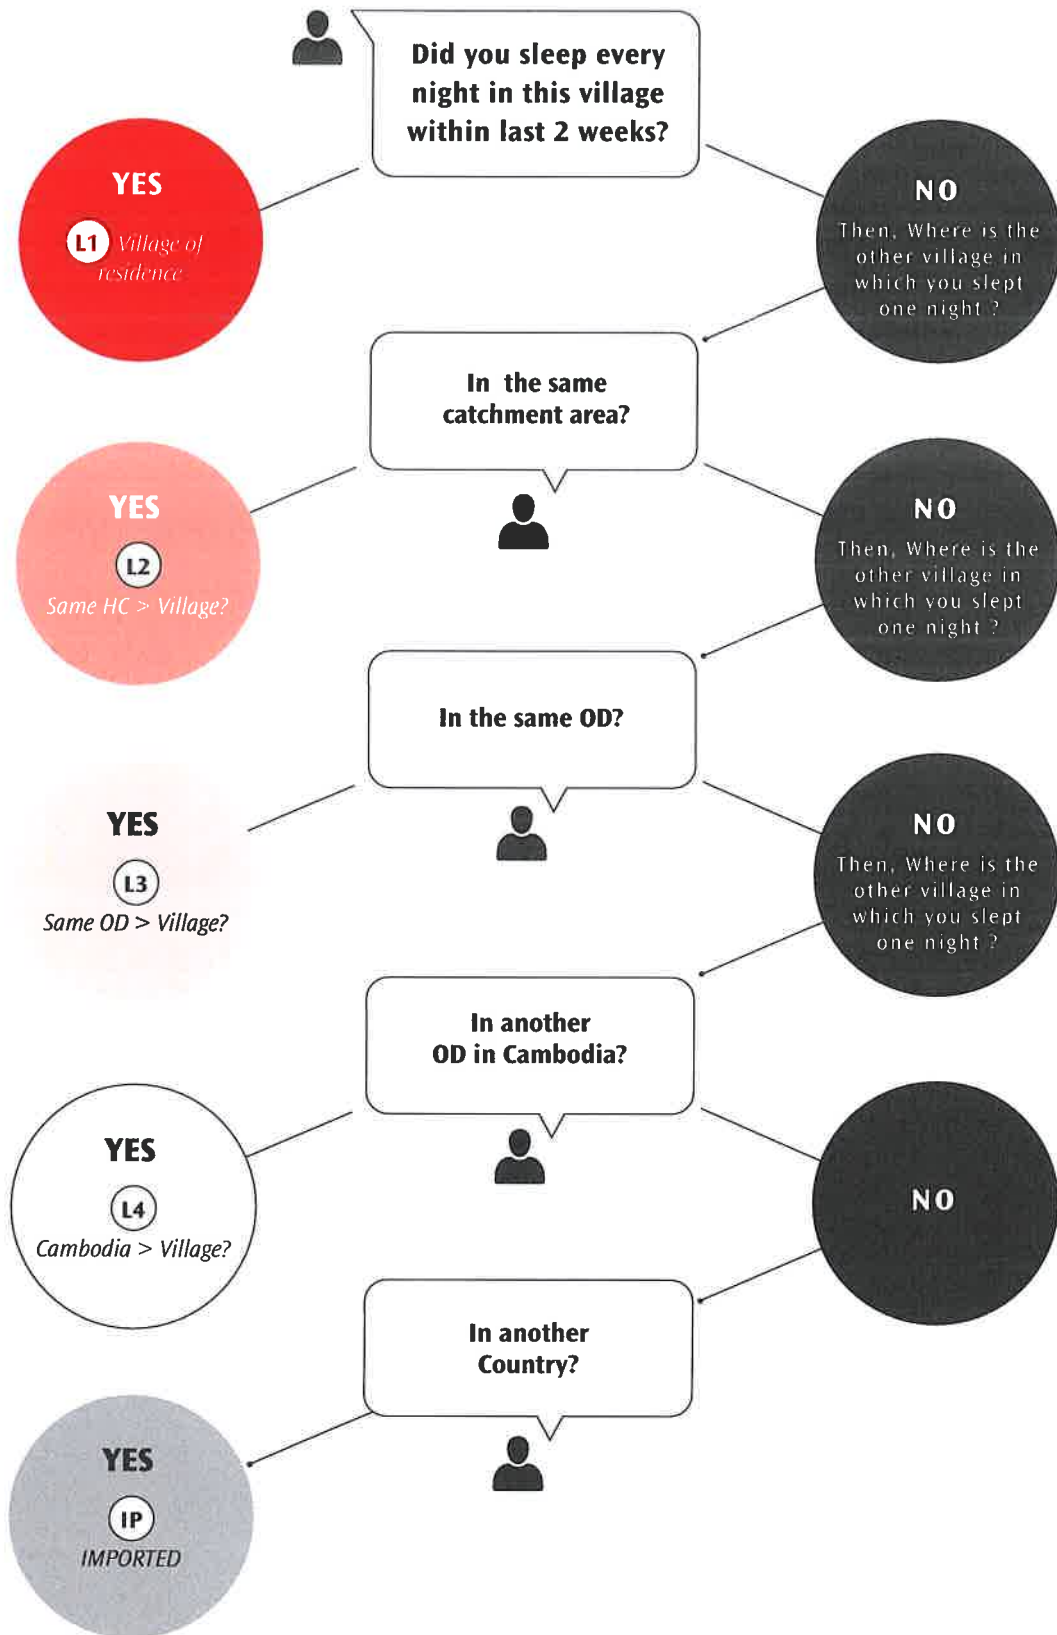 Did you sleep every
night in this village
within last 2 weeks?
YES
L1 Village of
residence
NO
Then, Where is the
other village in
which you slept
one night ?
In the same
catchment area?
YES
L2
Same HC > Village?
NO
Then, Where is the
other village in
which you slept
one night ?
In the same OD?
YES
L3
Same OD > Village?
NO
Then, Where is the
other village in
which you slept
one night ?
In another
OD in Cambodia?
YES
L4
Cambodia > Village?
NO
In another
Country?
YES
IP
IMPORTED